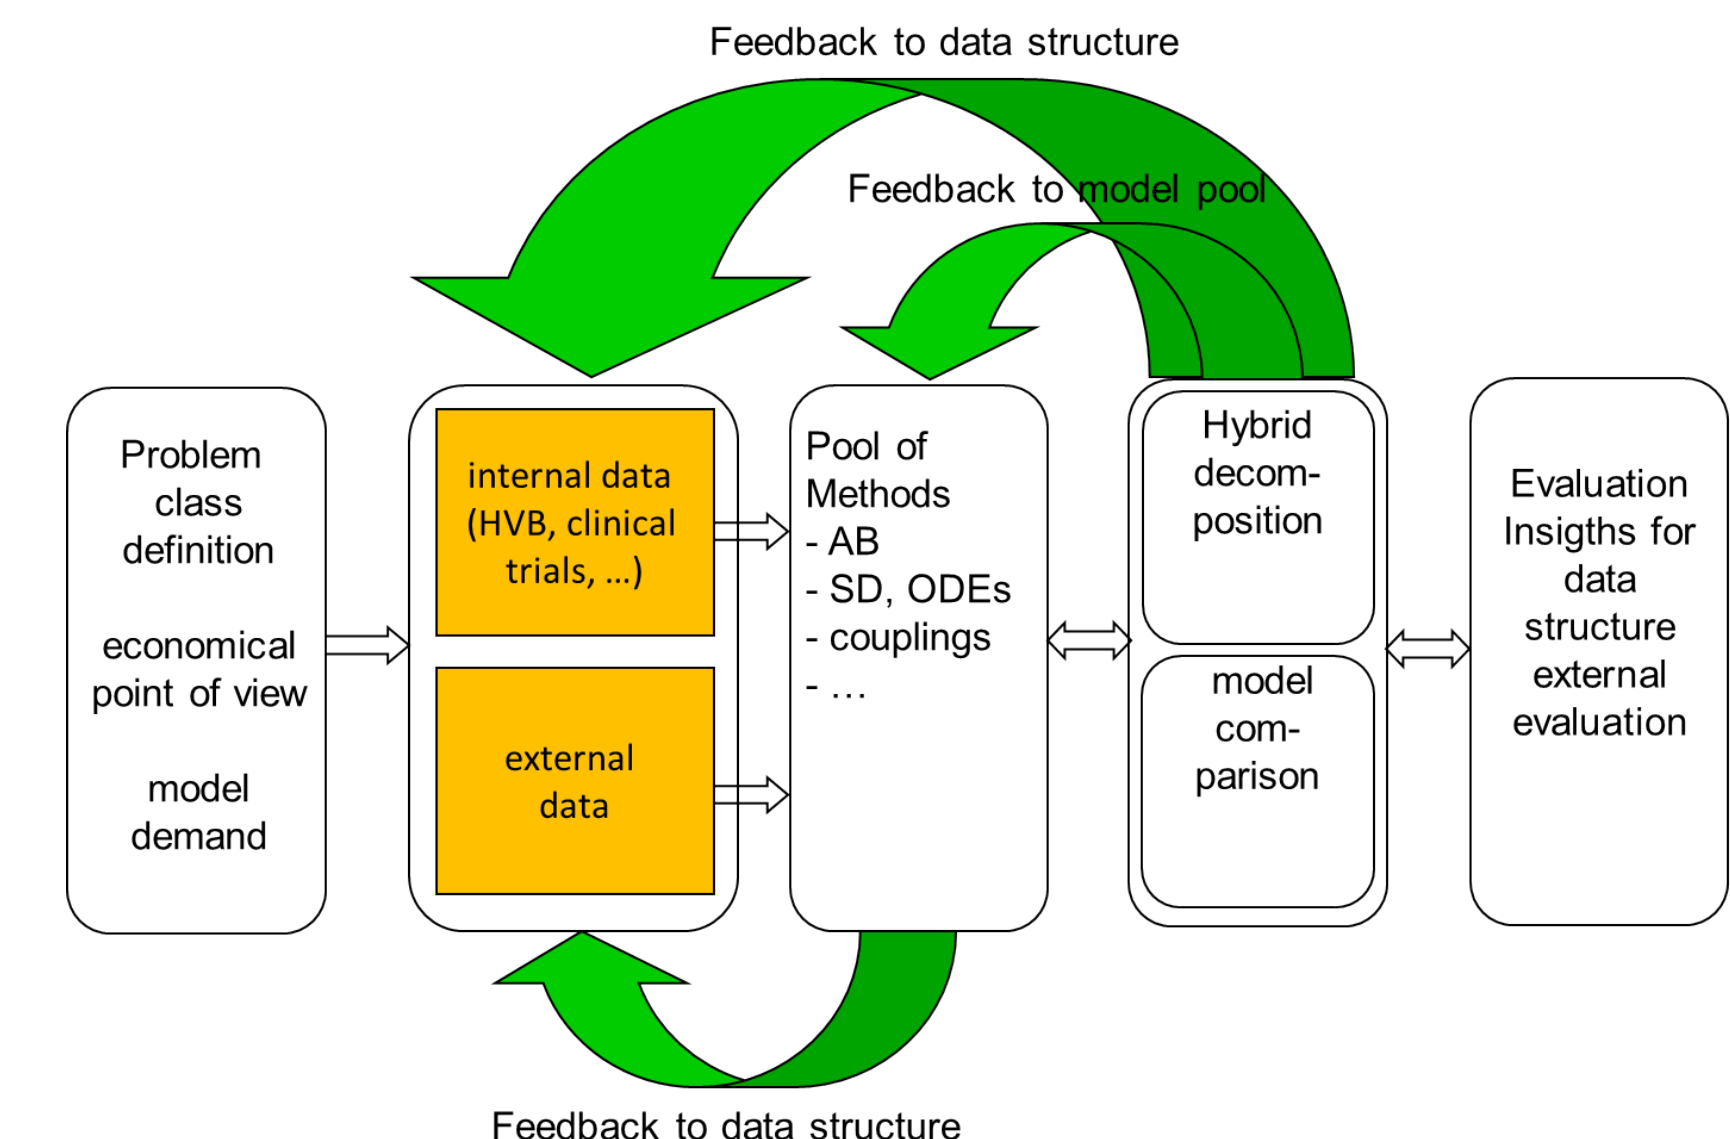 Feedback to data structure
Feedback to model pool
Problem
class
definition
economical
point of view
model
demand
internal data
(HVB, clinical
trials, ...)
external
data
Pool of
Methods
- AB
- SD, ODEs
- couplings
- ...
Hybrid
decom-
position
model
com-
parison
Evaluation
Insigths for
data
structure
external
evaluation
Feedback to data structure